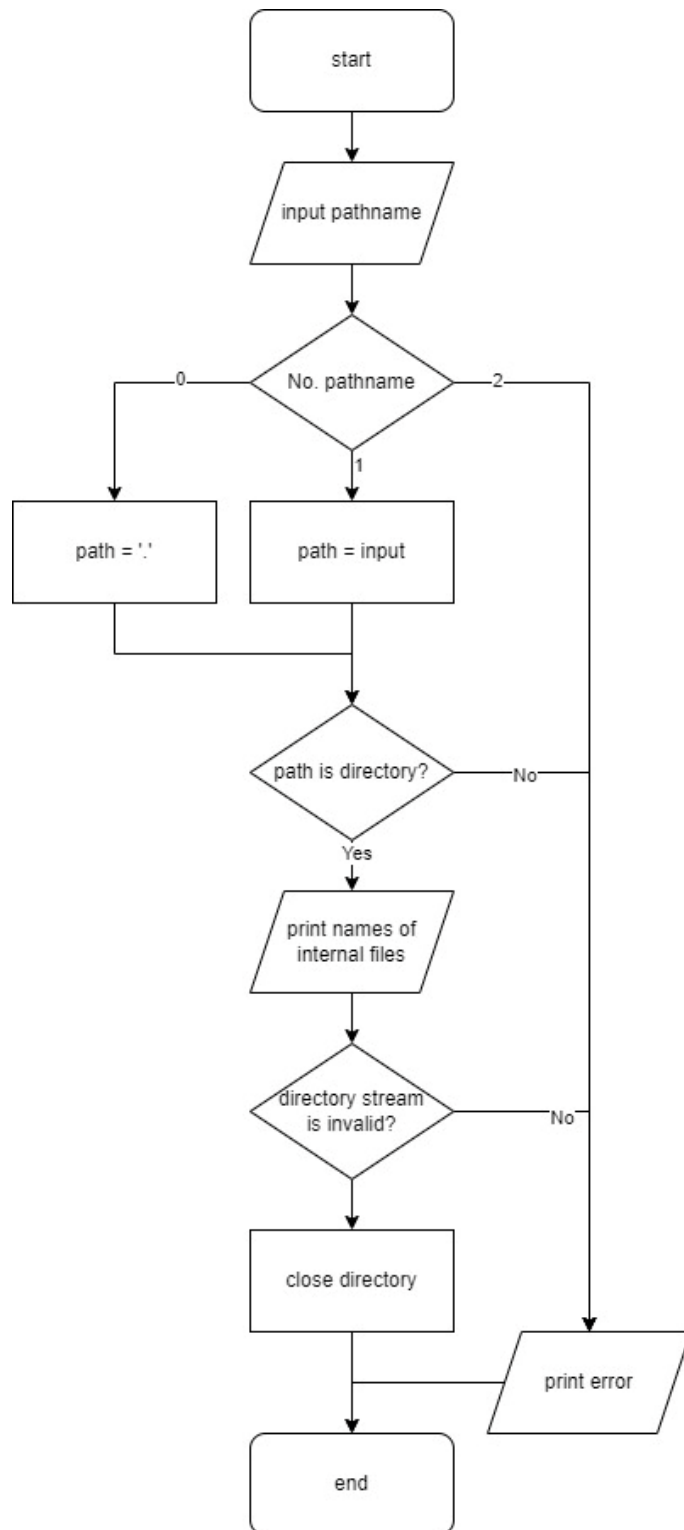 start
input pathname
No. pathname
0
2
1
path = '.'
path = input
path is directory?
No
Yes
print names of
internal files
directory stream
is invalid?
No
close directory
print error
end